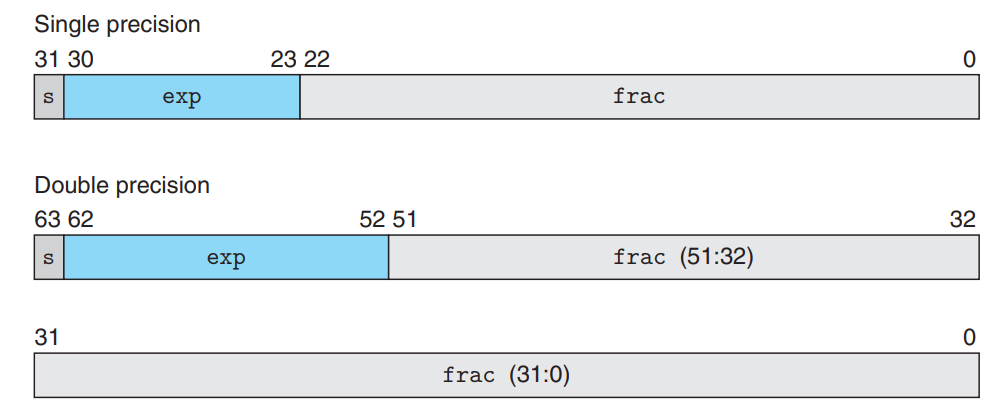 Single precision
31 30 23 22 0
s exp frac
Double precision
63 62 52 51 32
s exp frac (51:32)
31 0
frac (31:0)